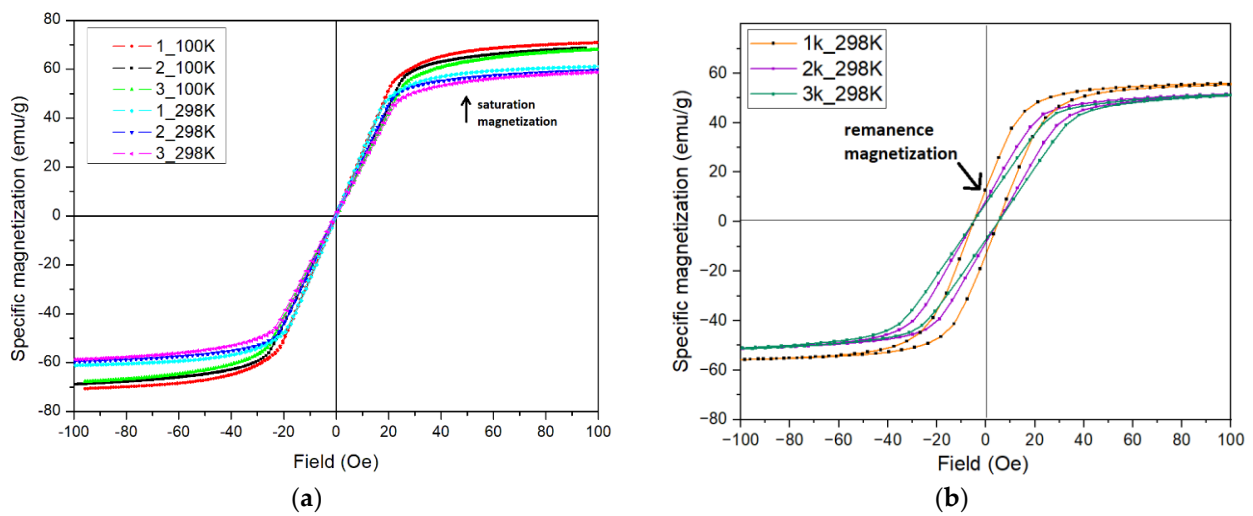 80
60
40
20
0
-20
-40
-60
-80
Specific magnetization (emu/g)
1_100K
2_100K
3_100K
1_298K
2_298K
3_298K
saturation
magnetization
-100 -80 -60 -40 -20 0 20 40 60 80 100
Field (Oe)
(a)
80
60
40
20
0
−20
−40
−60
−80
Specific magnetization (emu/g)
1k_298K
2k_298K
3k_298K
remanence
magnetization
−100 −80 −60 −40 −20 0 20 40 60 80 100
Field (Oe)
(b)